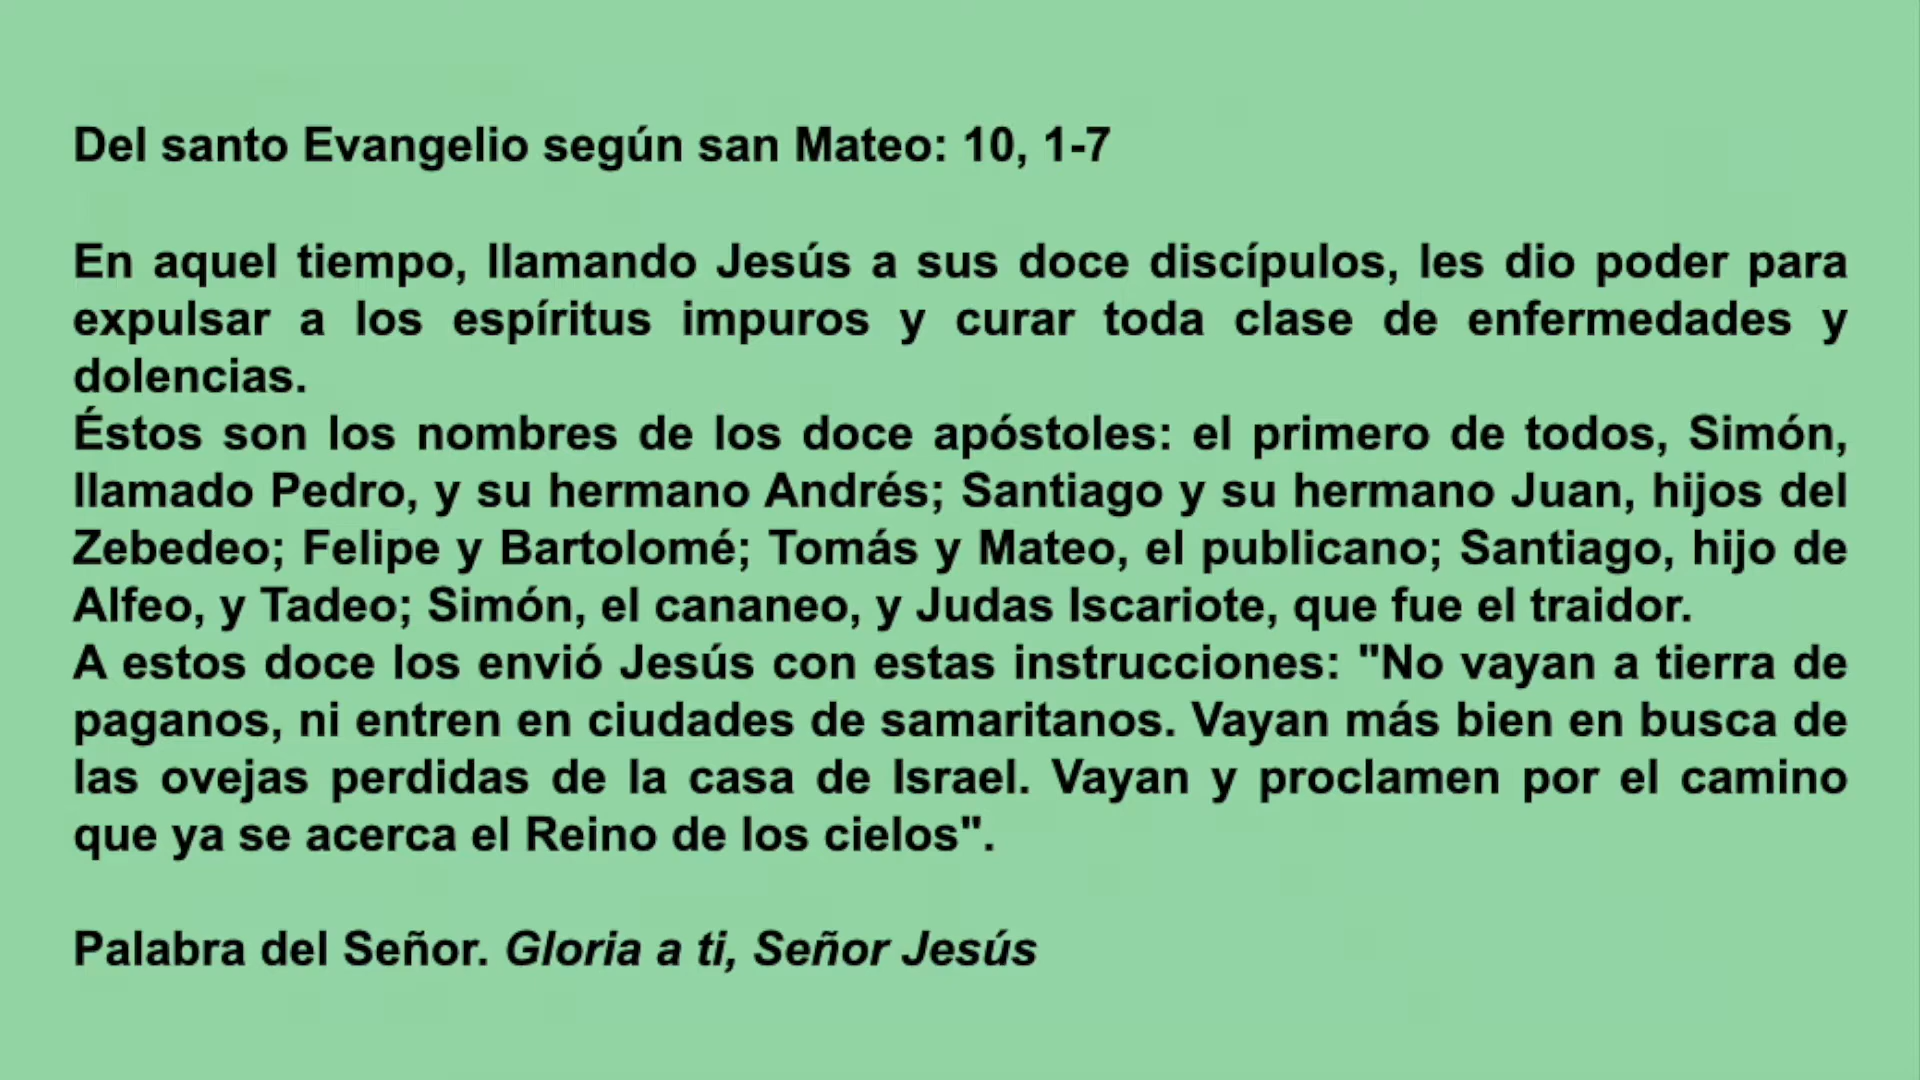 Del santo Evangelio según san Mateo: 10, 1-7
En aquel tiempo, llamando Jesús a sus doce discípulos, les dio poder para
expulsar a los espíritus impuros y curar toda clase de enfermedades y
dolencias.
Éstos son los nombres de los doce apóstoles: el primero de todos, Simón,
llamado Pedro, y su hermano Andrés; Santiago y su hermano Juan, hijos del
Zebedeo; Felipe y Bartolomé; Tomás y Mateo, el publicano; Santiago, hijo de
Alfeo, y Tadeo; Simón, el cananeo, y Judas Iscariote, que fue el traidor.
A estos doce los envió Jesús con estas instrucciones: "No vayan a tierra de
paganos, ni entren en ciudades de samaritanos. Vayan más bien en busca de
las ovejas perdidas de la casa de Israel. Vayan y proclamen por el camino
que ya se acerca el Reino de los cielos".
Palabra del Señor. Gloria a ti, Señor Jesús